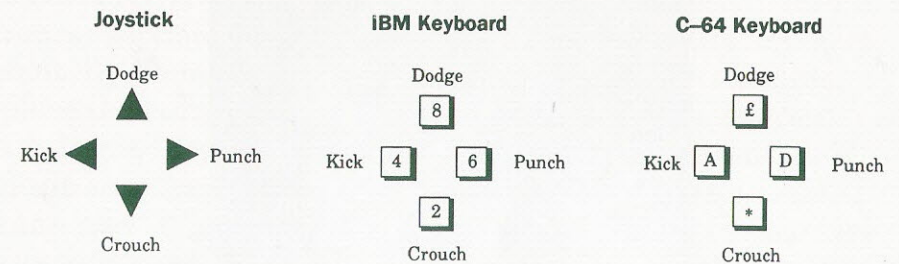 Joystick
Dodge
Kick
Punch
Crouch
IBM Keyboard
Dodge
8
Kick
4
6
Punch
2
Crouch
C–64 Keyboard
Dodge
£
Kick
A
D
Punch
*
Crouch